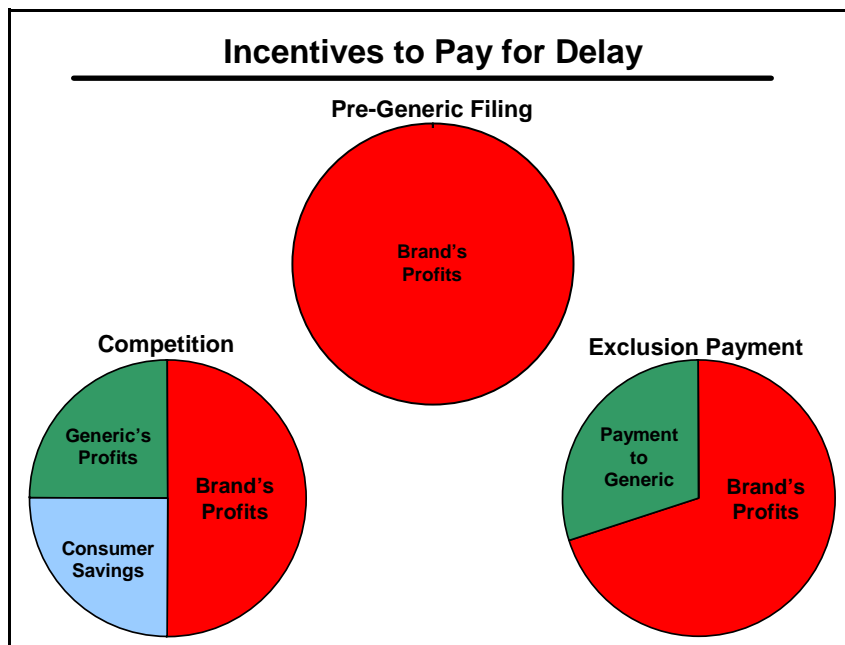 Incentives to Pay for Delay
Pre-Generic Filing
Brand's
Profits
Competition
Generic's
Profits
Brand's
Profits
Consumer
Savings
Exclusion Payment
Payment
to
Generic
Brand's
Profits